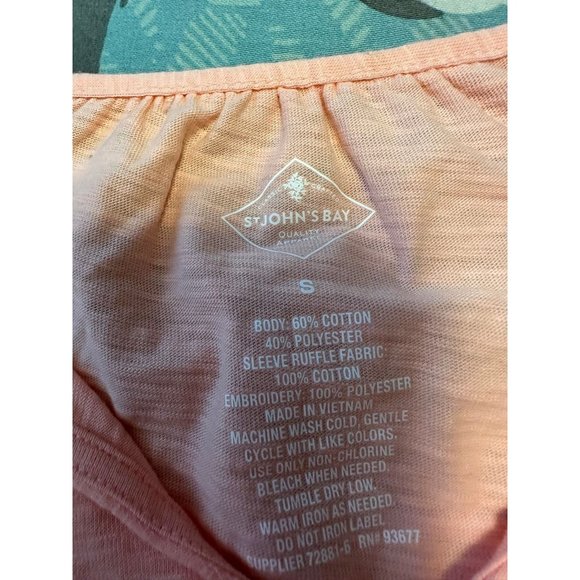 ST JOHN'S BAY
QUALITY
APPAREL
S
BODY: 60% COTTON
40% POLYESTER
SLEEVE RUFFLE FABRIC
100% COTTON
EMBROIDERY: 100% POLYESTER
MADE IN VIETNAM
MACHINE WASH COLD, GENTLE
CYCLE WITH LIKE COLORS.
USE ONLY NON-CHLORINE
BLEACH WHEN NEEDED.
TUMBLE DRY LOW.
WARM IRON AS NEEDED.
DO NOT IRON LABEL
SUPPLIER 72881-6 RN# 93677